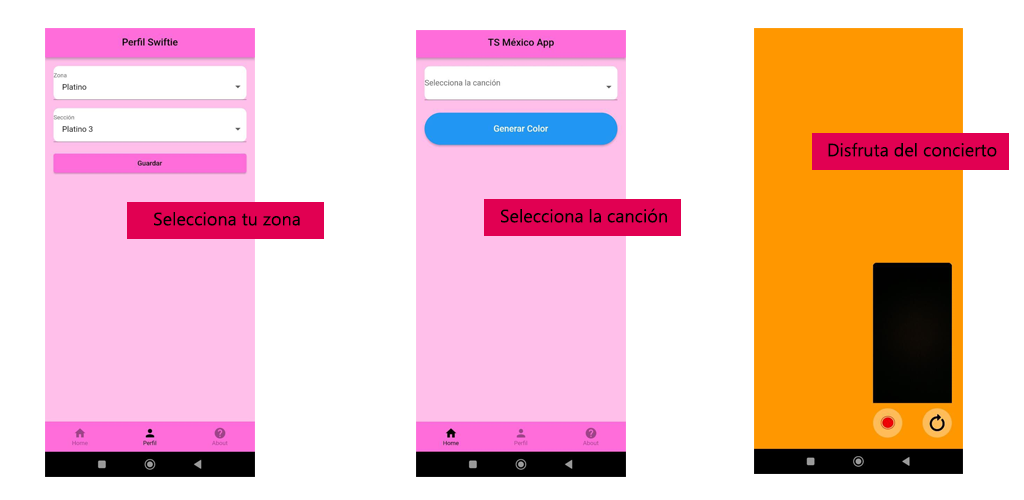 Perfil Swiftie
Zona
Platino
Sección
Platino 3
Guardar
Selecciona tu zona
Home
Perfil
About
TS México App
Selecciona la canción
Generar Color
Selecciona la canción
Home
Perfil
About
Disfruta del concierto